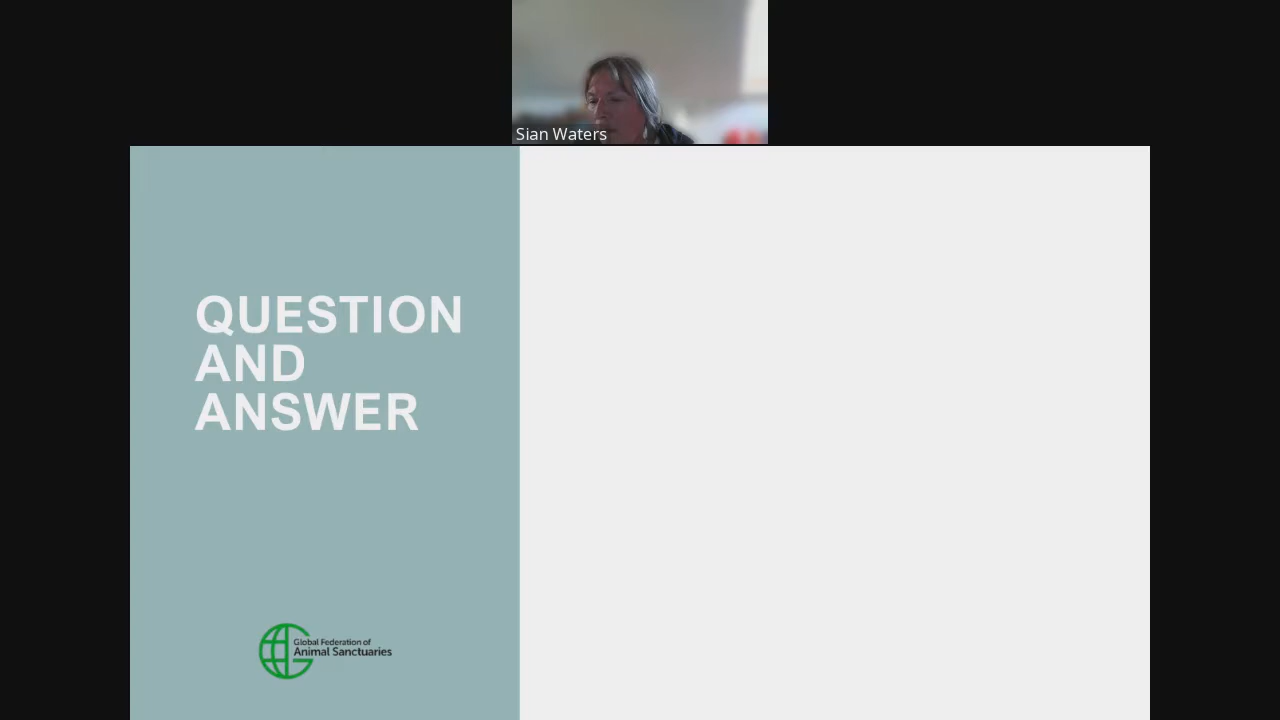 Sian Waters
QUESTION
AND
ANSWER
Global Federation of
Animal Sanctuaries